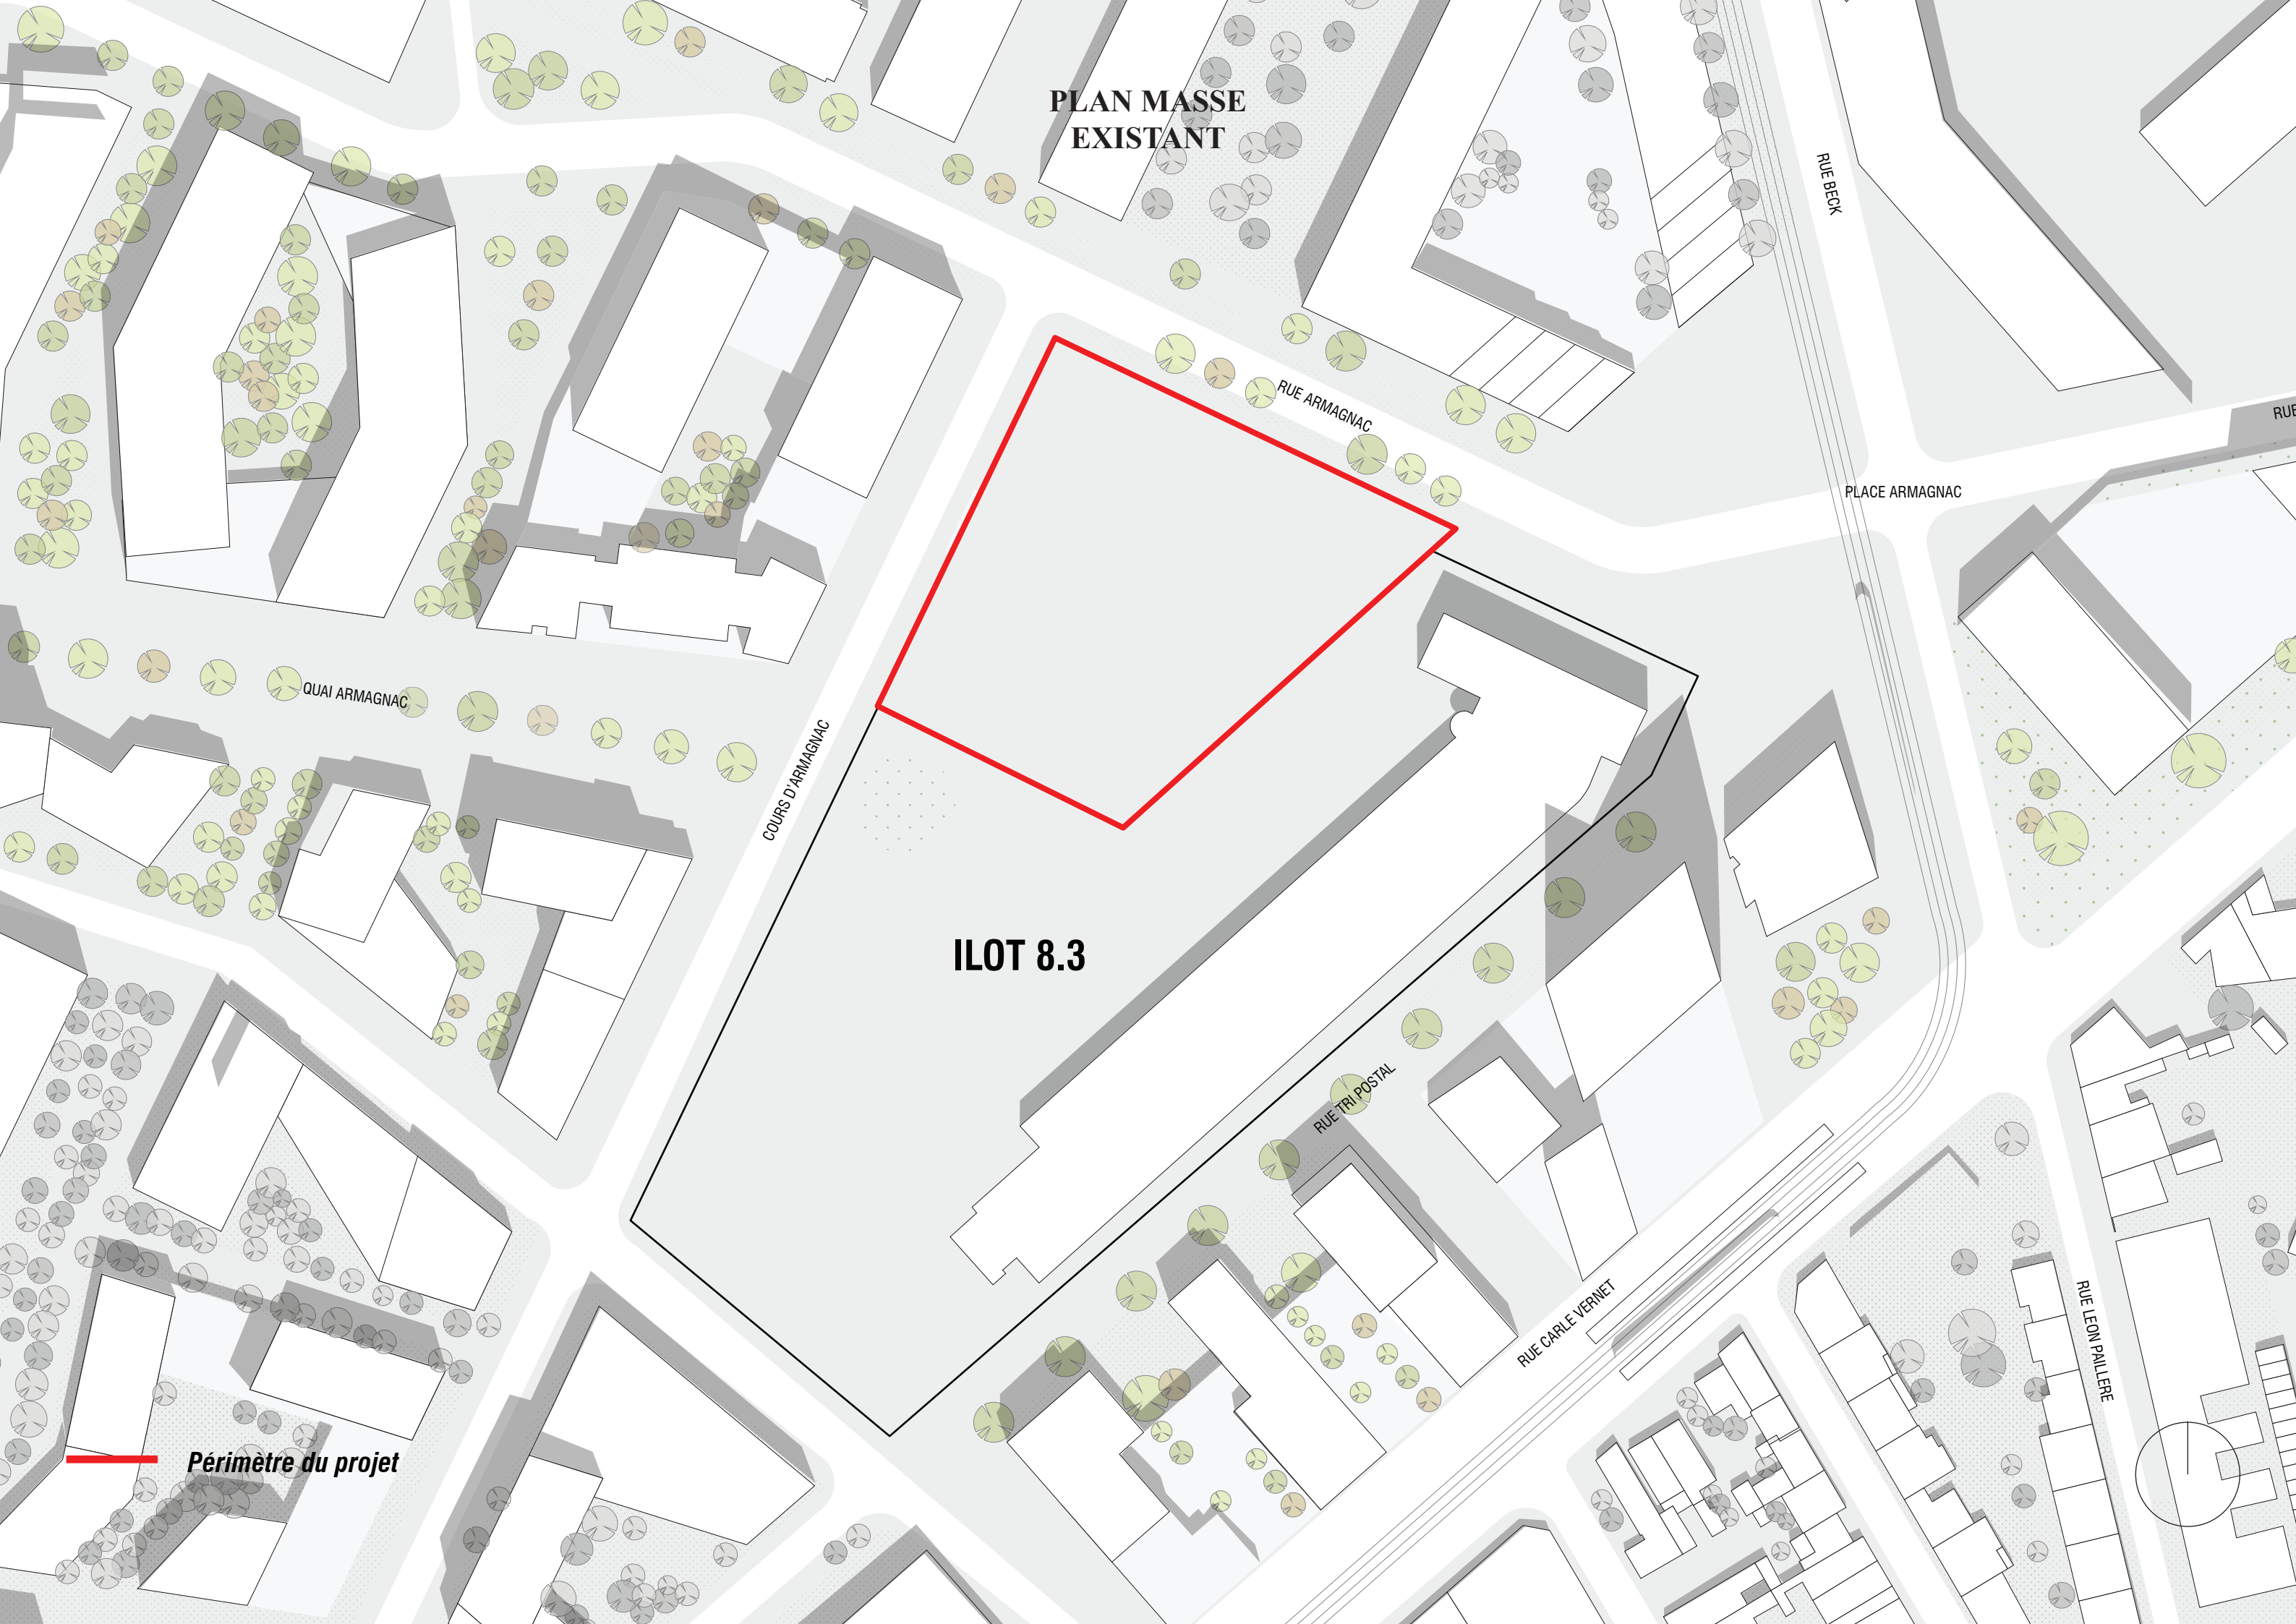 PLAN MASSE
EXISTANT
RUE BECK
RUE ARMAGNAC
RUE
PLACE ARMAGNAC
QUAI ARMAGNAC
COURS D'ARMAGNAC
ILOT 8.3
RUE TRI POSTAL
RUE CARLE VERNET
RUE LEON PAILLERE
Périmètre du projet